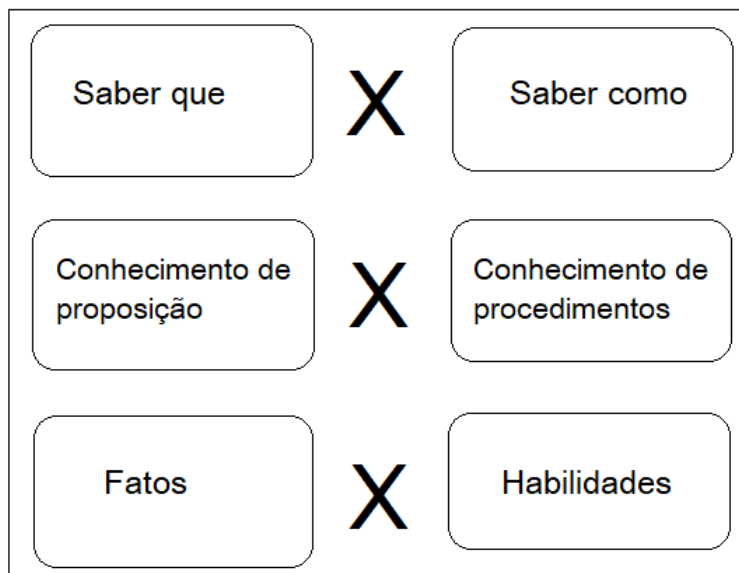 Saber que
X
Saber como
Conhecimento de
proposição
X
Conhecimento de
procedimentos
Fatos
X
Habilidades